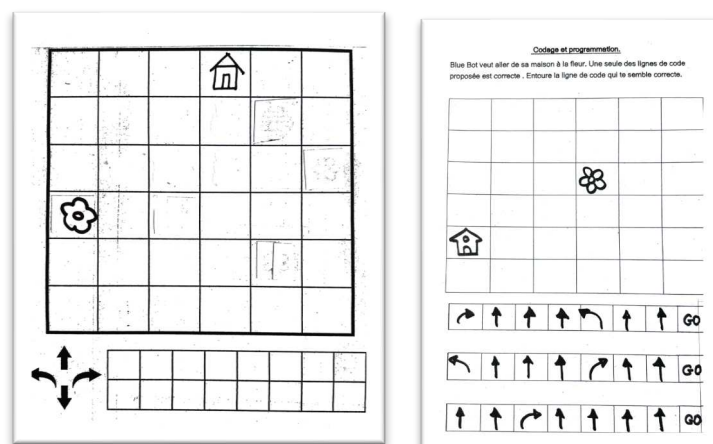 Codage et programmation.
Blue Bot veut aller de sa maison à la fleur. Une seule des lignes de code
proposée est correcte . Entoure la ligne de code qui te semble correcte.
GO
GO
GO